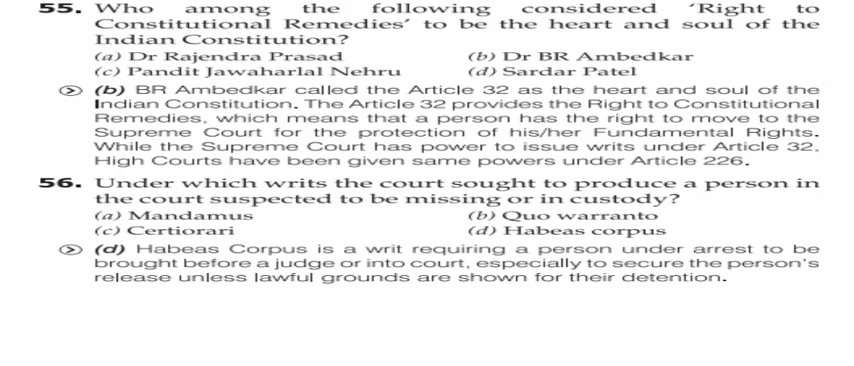 55. Who among the following considered ‘Right to
Constitutional Remedies’ to be the heart and soul of the
Indian Constitution?
(a) Dr Rajendra Prasad (b) Dr BR Ambedkar
(c) Pandit Jawaharlal Nehru (d) Sardar Patel
(b) BR Ambedkar called the Article 32 as the heart and soul of the
Indian Constitution. The Article 32 provides the Right to Constitutional
Remedies, which means that a person has the right to move to the
Supreme Court for the protection of his/her Fundamental Rights.
While the Supreme Court has power to issue writs under Article 32,
High Courts have been given same powers under Article 226.
56. Under which writs the court sought to produce a person in
the court suspected to be missing or in custody?
(a) Mandamus (b) Quo warranto
(c) Certiorari (d) Habeas corpus
(d) Habeas Corpus is a writ requiring a person under arrest to be
brought before a judge or into court, especially to secure the person's
release unless lawful grounds are shown for their detention.